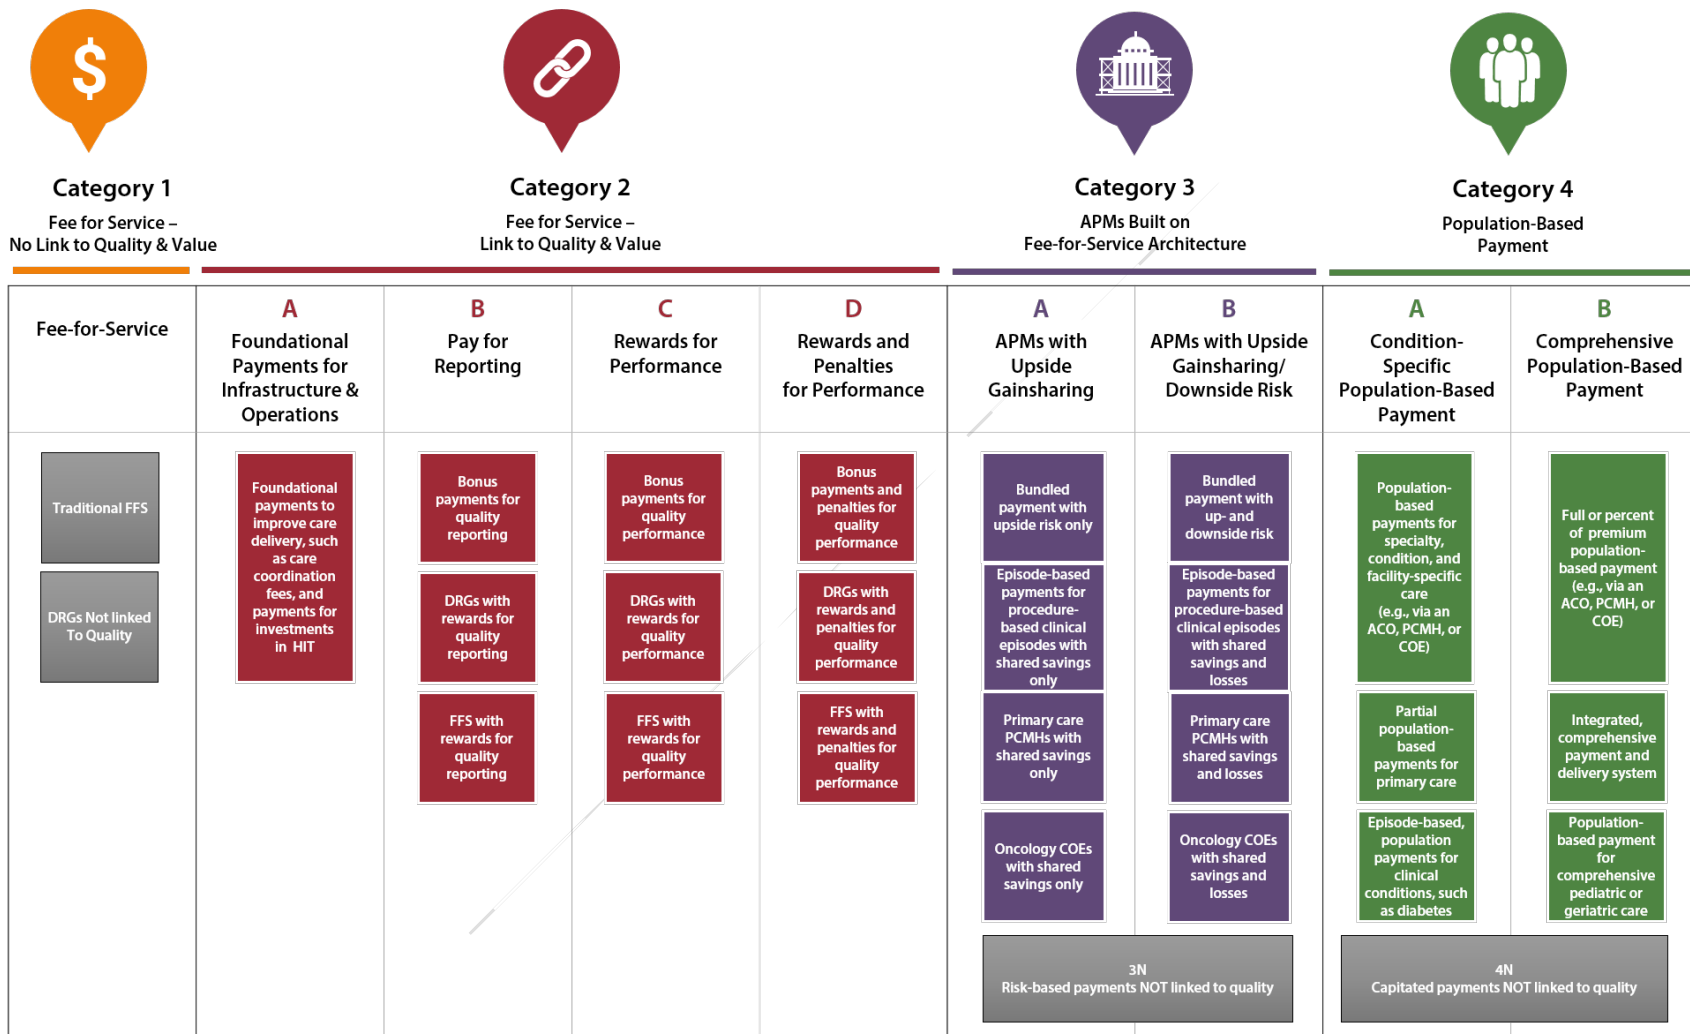 $
Category 1
Fee for Service –
No Link to Quality & Value
Category 2
Fee for Service –
Link to Quality & Value
Category 3
APMs Built on
Fee-for-Service Architecture
Category 4
Population-Based
Payment
Fee-for-Service
A
Foundational
Payments for
Infrastructure &
Operations
B
Pay for
Reporting
C
Rewards for
Performance
D
Rewards and
Penalties
for Performance
A
APMs with
Upside
Gainsharing
B
APMs with Upside
Gainsharing/
Downside Risk
A
Condition-
Specific
Population-Based
Payment
B
Comprehensive
Population-Based
Payment
Traditional FFS
DRGs Not linked
To Quality
Foundational
payments to
improve care
delivery, such
as care
coordination
fees, and
payments for
investments
in HIT
Bonus
payments for
quality
reporting
DRGs with
rewards for
quality
reporting
FFS with
rewards for
quality
reporting
Bonus
payments for
quality
performance
DRGs with
rewards for
quality
performance
FFS with
rewards for
quality
performance
Bonus
payments and
penalties for
quality
performance
DRGs with
rewards and
penalties for
quality
performance
FFS with
rewards and
penalties for
quality
performance
Bundled
payment with
upside risk only
Episode-based
payments for
procedure-
based clinical
episodes with
shared savings
only
Primary care
PCMHs with
shared savings
only
Oncology COEs
with shared
savings only
Bundled
payment with
up- and
downside risk
Episode-based
payments for
procedure-based
clinical episodes
with shared
savings and
losses
Primary care
PCMHs with
shared savings
and losses
Oncology COEs
with shared
savings and
losses
3N
Risk-based payments NOT linked to quality
Population-
based
payments for
specialty,
condition, and
facility-specific
care
(e.g., via an
ACO, PCMH, or
COE)
Partial
population-
based
payments for
primary care
Episode-based,
population
payments for
clinical
conditions, such
as diabetes
Full or percent
of premium
population-
based payment
(e.g., via an
ACO, PCMH, or
COE)
Integrated,
comprehensive
payment and
delivery system
Population-
based payment
for
comprehensive
pediatric or
geriatric care
4N
Capitated payments NOT linked to quality